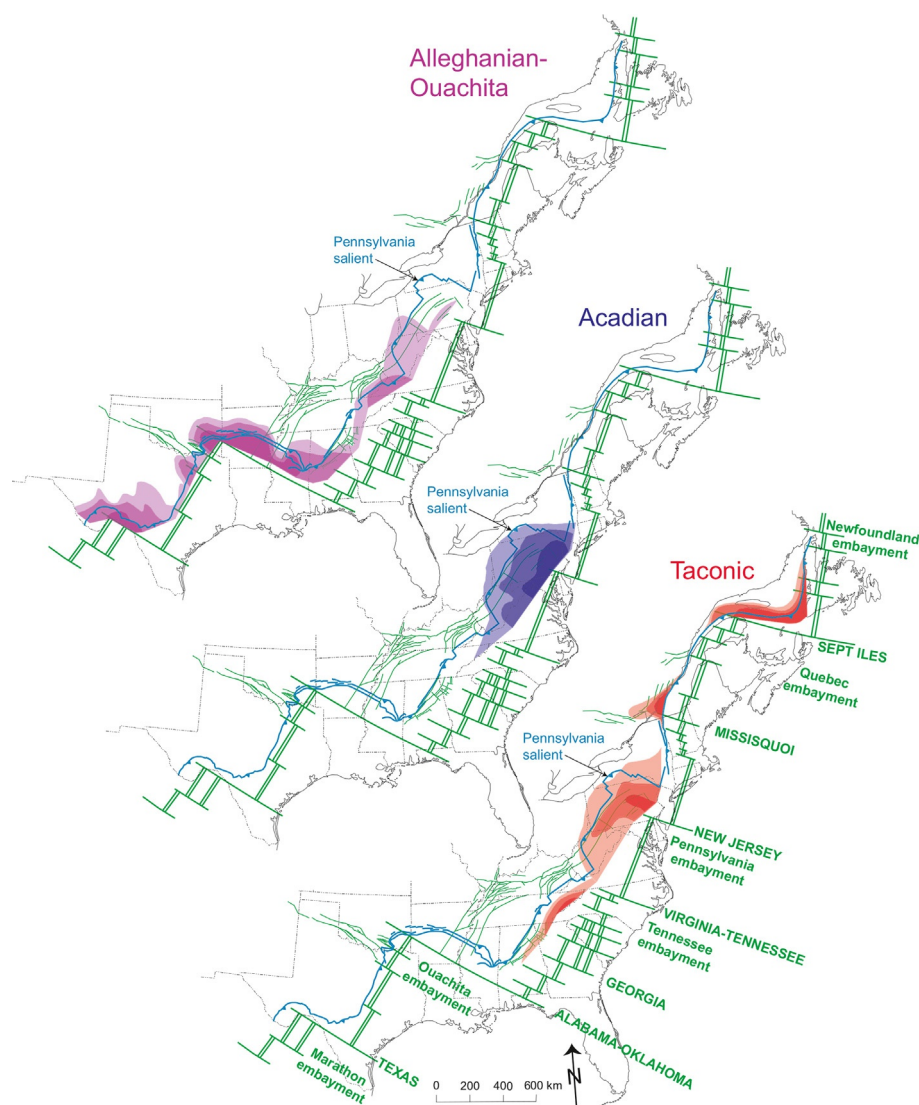 Alleghanian-
Ouachita
Pennsylvania
salient
Acadian
Pennsylvania
salient
Taconic
Newfoundland
embayment
SEPT ILES
Quebec
embayment
MISSISQUOI
Pennsylvania
salient
NEW JERSEY
Pennsylvania
embayment
VIRGINIA-TENNESSEE
Tennessee
embayment
GEORGIA
Ouachita
embayment
ALABAMA-OKLAHOMA
TEXAS
Marathon
embayment
0 200 400 600 km
N